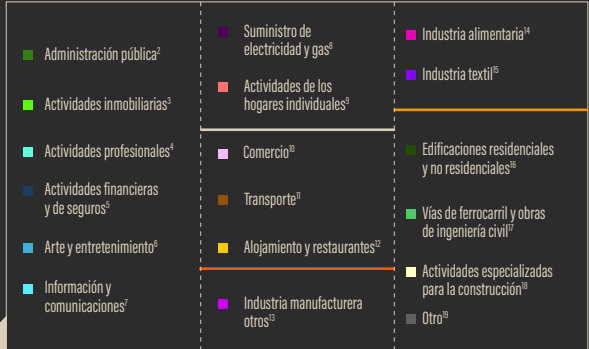 Administración pública²
Actividades inmobiliarias³
Actividades profesionales⁴
Actividades financieras
y de seguros⁵
Arte y entretenimiento⁶
Información y
comunicaciones⁷
Suministro de
electricidad y gas⁸
Actividades de los
hogares individuales⁹
Comercio¹⁰
Transporte¹¹
Alojamiento y restaurantes¹²
Industria manufacturera
otros¹³
Industria alimentaria¹⁴
Industria textil¹⁵
Edificaciones residenciales
y no residenciales¹⁶
Vías de ferrocarril y obras
de ingeniería civil¹⁷
Actividades especializadas
para la construcción¹⁸
Otro¹⁹